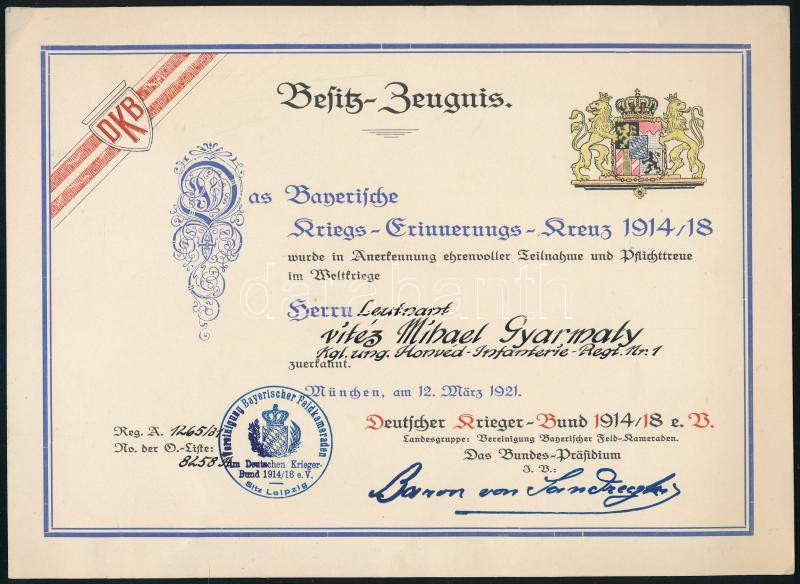 DKB
Besitz-Zeugnis.
Das Bayerische
Kriegs-Erinnerungs-Kreuz 1914/18
wurde in Anerkennung ehrenvoller Teilnahme und Pflichttreue
im Weltkriege
Herrn Leutnant
vitéz Mihael Gyarmaty
Kgl. ung. Honvéd-Infanterie-Regt. Nr. 1
zuerkannt.
München, am 12. März 1921.
Reg. A. 1265/31
No. der O.-Liste:
8258
Vereinigung Bayerischer Feldkameraden
im Deutschen Krieger-
Bund 1914/18 e. V.
Sitz Leipzig
Deutscher Krieger-Bund 1914/18 e. V.
Landesgruppe: Vereinigung Bayerischer Feld-Kameraden.
Das Bundes-Präsidium
J. V.:
Baron von
darabanth